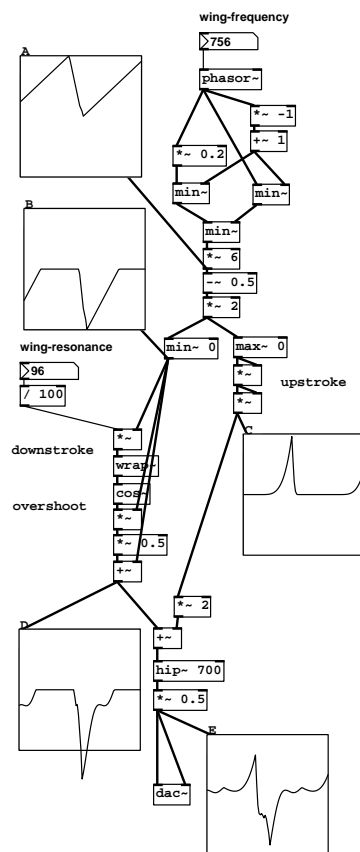 wing-frequency
756
A
phasor~
*~ -1
+~ 1
*~ 0.2
min~
min~
B
min~
*~ 6
-~ 0.5
*~ 2
wing-resonance
min~ 0
max~ 0
96
*~
upstroke
/ 100
*~
C
*~
downstroke
wrap~
cos~
overshoot
*~
*~ 0.5
+~
*~ 2
D
+~
hip~ 700
*~ 0.5
E
dac~